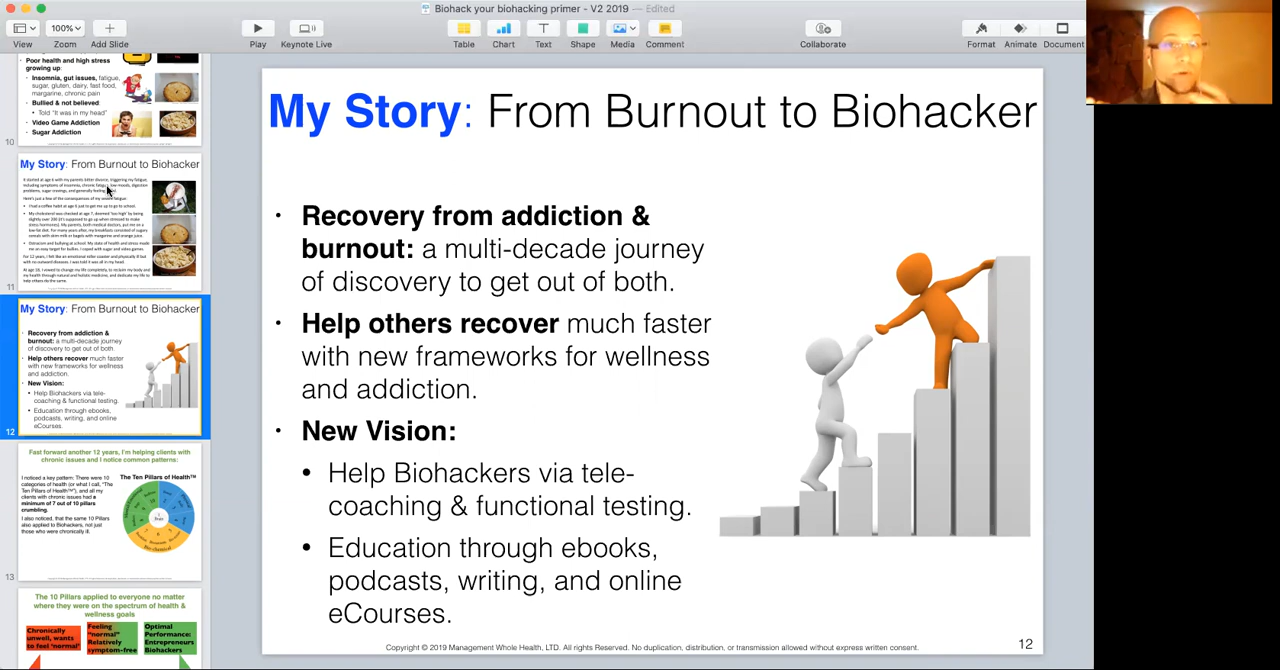 Biohack your biohacking primer - V2 2019 — Edited
100%
View
Zoom
Add Slide
Play
Keynote Live
Table
Chart
Text
Shape
Media
Comment
Collaborate
Format
Animate
Document
Poor health and high stress
growing up:
Insomnia, gut issues, fatigue,
sugar, gluten, dairy, fast food,
margarine, chronic pain
Bullied & not believed:
Told "It was in my head"
Video Game Addiction
Sugar Addiction
10
My Story: From Burnout to Biohacker
Here's just a few of the consequences of my
11
My Story: From Burnout to Biohacker
Recovery from addiction &
burnout: a multi-decade journey
of discovery to get out of both.
Help others recover much faster
with new frameworks for wellness
and addiction.
New Vision:
Help Biohackers via tele-
coaching & functional testing.
Education through ebooks,
podcasts, writing, and online
eCourses.
12
Fast forward another 12 years, I'm helping clients with
chronic issues and I notice common patterns:
I noticed a key pattern: There were 10
categories of health (or what I call, "The
Ten Pillars of Health™"), and all my
clients with chronic issues had a
minimum of 7 out of 10 pillars
crumbling.
I also noticed, that the same 10 Pillars
also applied to Biohackers, not just
those who were chronically ill.
The Ten Pillars of Health™
13
The 10 Pillars applied to everyone no matter
where they were on the spectrum of health &
wellness goals
Chronically
unwell, wants
to feel 'normal'
Feeling
"normal"
Relatively
symptom-free
Optimal
Performance:
Entrepreneurs
Biohackers
My Story: From Burnout to Biohacker
• Recovery from addiction &
burnout: a multi-decade journey
of discovery to get out of both.
• Help others recover much faster
with new frameworks for wellness
and addiction.
• New Vision:
• Help Biohackers via tele-
coaching & functional testing.
• Education through ebooks,
podcasts, writing, and online
eCourses.
Copyright © 2019 Management Whole Health, LTD. All rights Reserved. No duplication, distribution, or transmission allowed without express written consent.
12